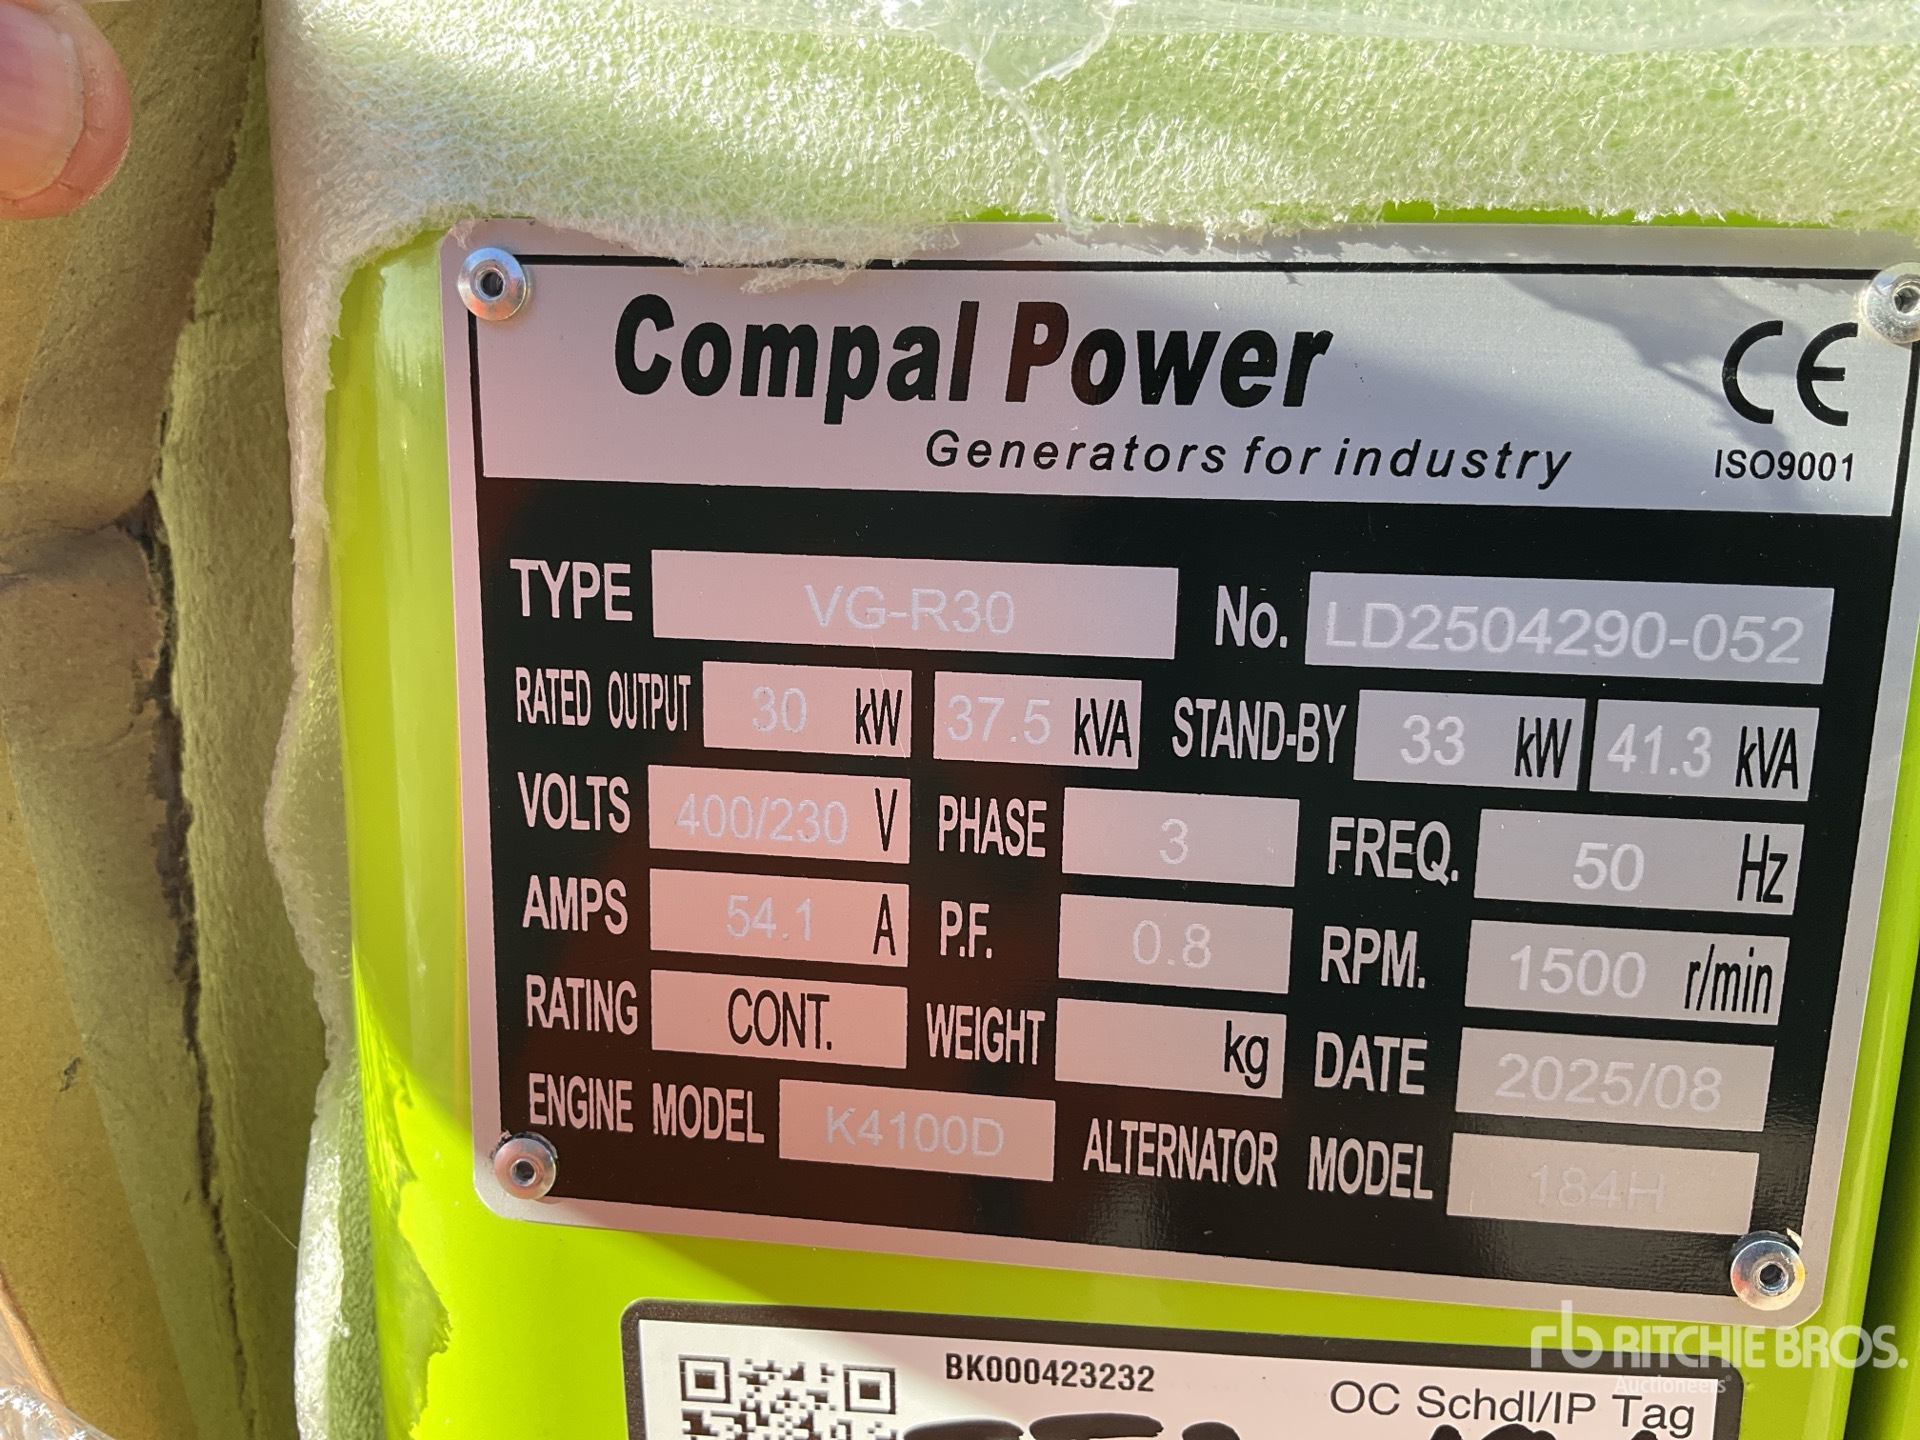 Compal Power
CE
Generators for industry
ISO9001
TYPE VG-R30 No. LD2504290-052
RATED OUTPUT 30 kW 37.5 kVA STAND-BY 33 kW 41.3 kVA
VOLTS 400/230 V PHASE 3 FREQ. 50 Hz
AMPS 54.1 A P.F. 0.8 RPM. 1500 r/min
RATING CONT. WEIGHT kg DATE 2025/08
ENGINE MODEL K4100D ALTERNATOR MODEL 184H
BK000423232
OC Schdl/IP Tag
rb RITCHIE BROS.
Auctioneers